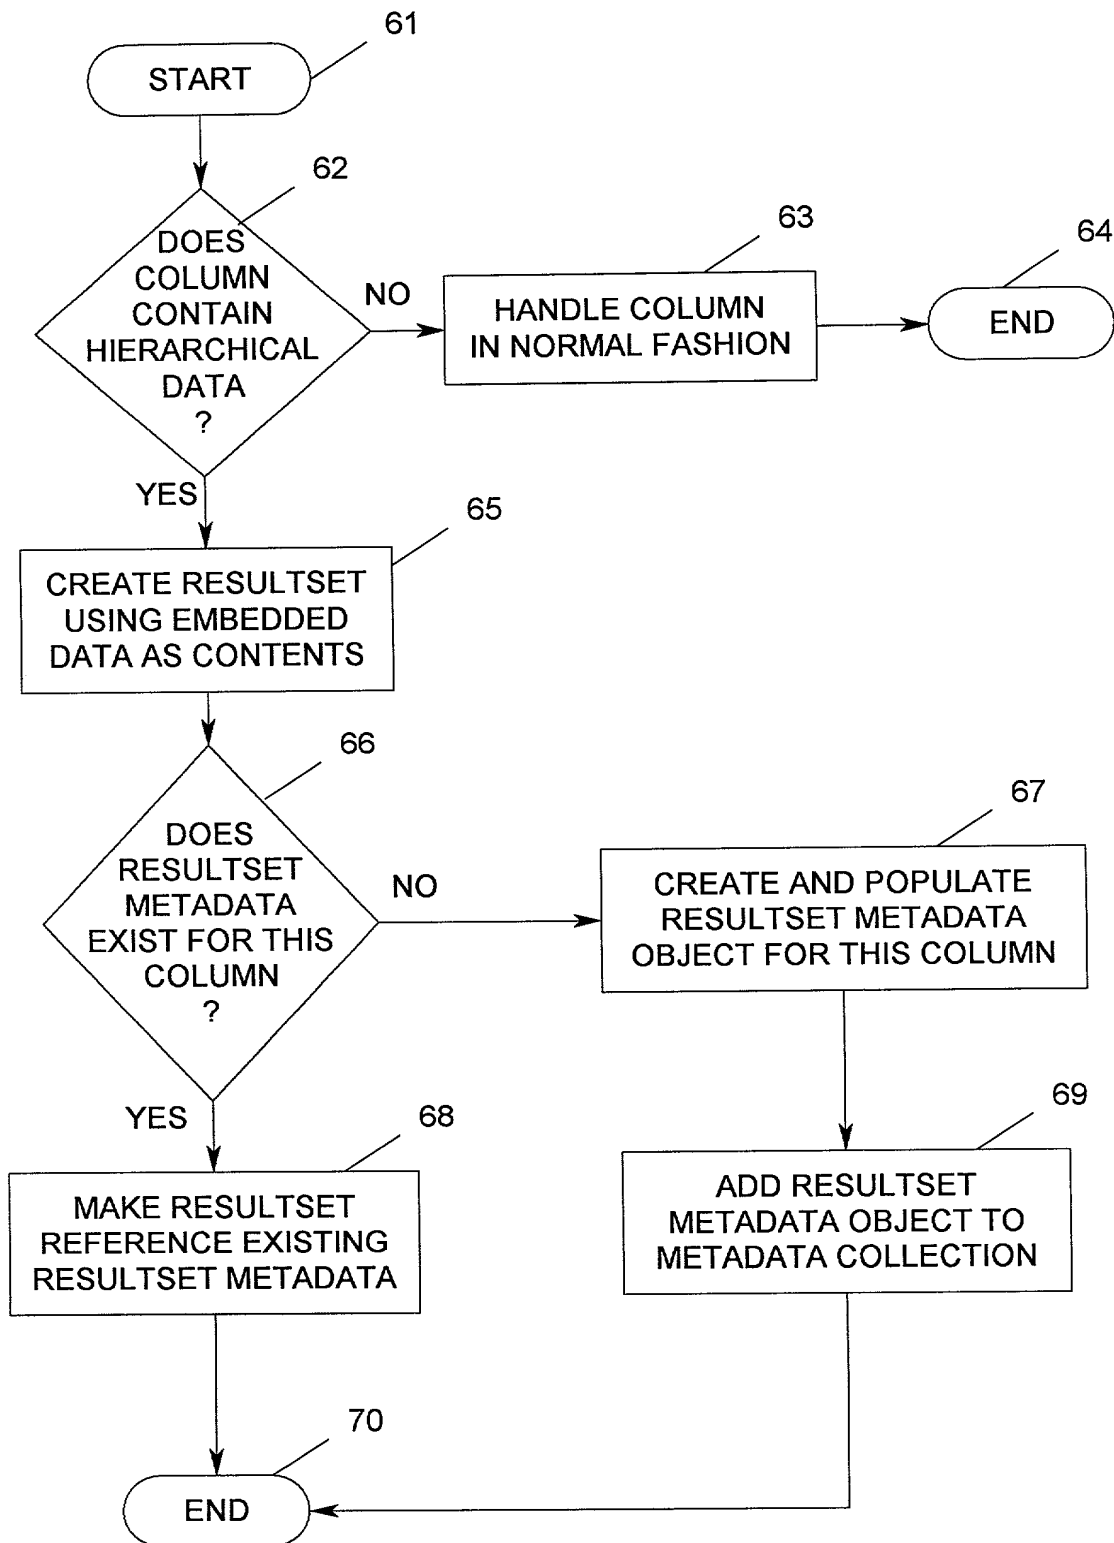 61
START
62
DOES
COLUMN
CONTAIN
HIERARCHICAL
DATA
?
NO
63
HANDLE COLUMN
IN NORMAL FASHION
64
END
YES
65
CREATE RESULTSET
USING EMBEDDED
DATA AS CONTENTS
66
DOES
RESULTSET
METADATA
EXIST FOR THIS
COLUMN
?
NO
67
CREATE AND POPULATE
RESULTSET METADATA
OBJECT FOR THIS COLUMN
YES
68
MAKE RESULTSET
REFERENCE EXISTING
RESULTSET METADATA
69
ADD RESULTSET
METADATA OBJECT TO
METADATA COLLECTION
70
END